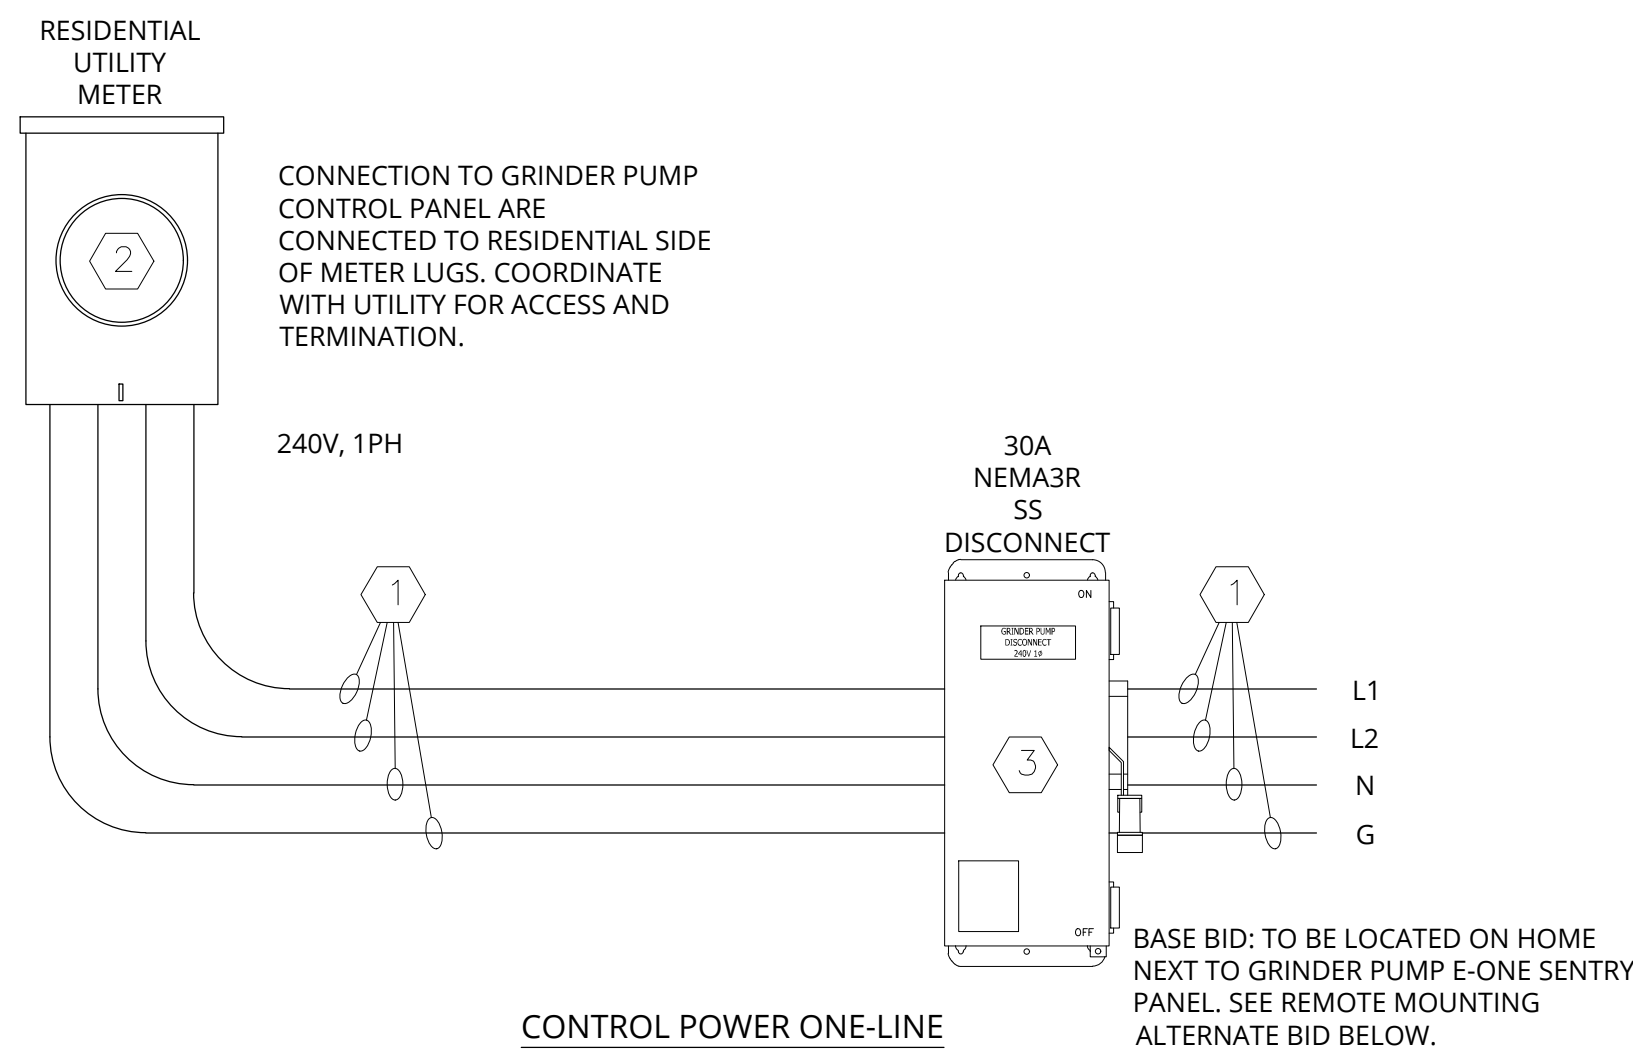 RESIDENTIAL
UTILITY
METER
2
CONNECTION TO GRINDER PUMP
CONTROL PANEL ARE
CONNECTED TO RESIDENTIAL SIDE
OF METER LUGS. COORDINATE
WITH UTILITY FOR ACCESS AND
TERMINATION.
240V, 1PH
30A
NEMA3R
SS
DISCONNECT
1
ON
GRINDER PUMP
DISCONNECT
240V 1ϕ
3
OFF
1
L1
L2
N
G
BASE BID: TO BE LOCATED ON HOME
NEXT TO GRINDER PUMP E-ONE SENTRY
PANEL. SEE REMOTE MOUNTING
ALTERNATE BID BELOW.
CONTROL POWER ONE-LINE